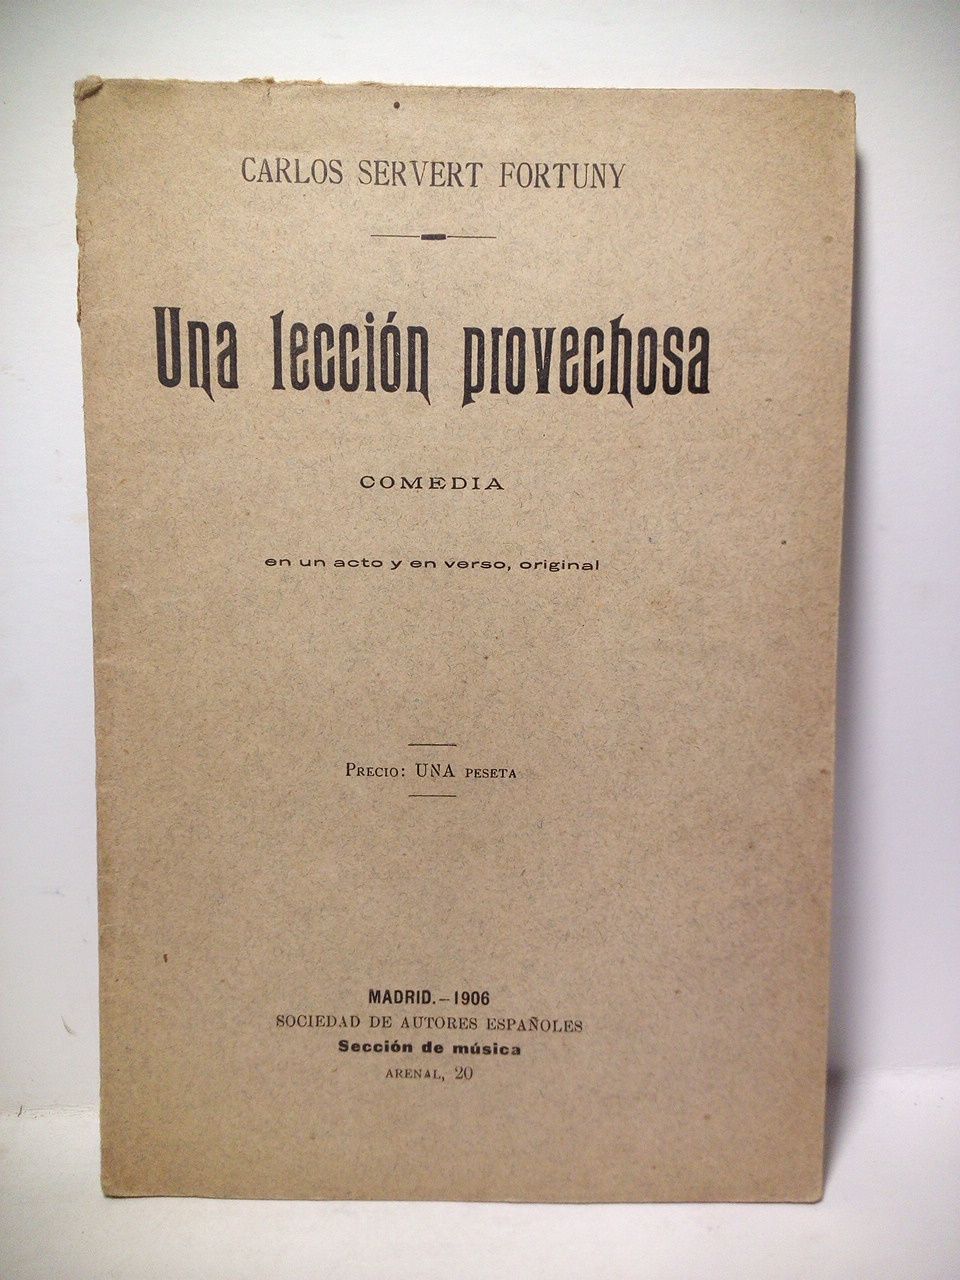 CARLOS SERVERT FORTUNY
Una lección provechosa
COMEDIA
en un acto y en verso, original
PRECIO: UNA PESETA
MADRID.–1906
SOCIEDAD DE AUTORES ESPAÑOLES
Sección de música
ARENAL, 20